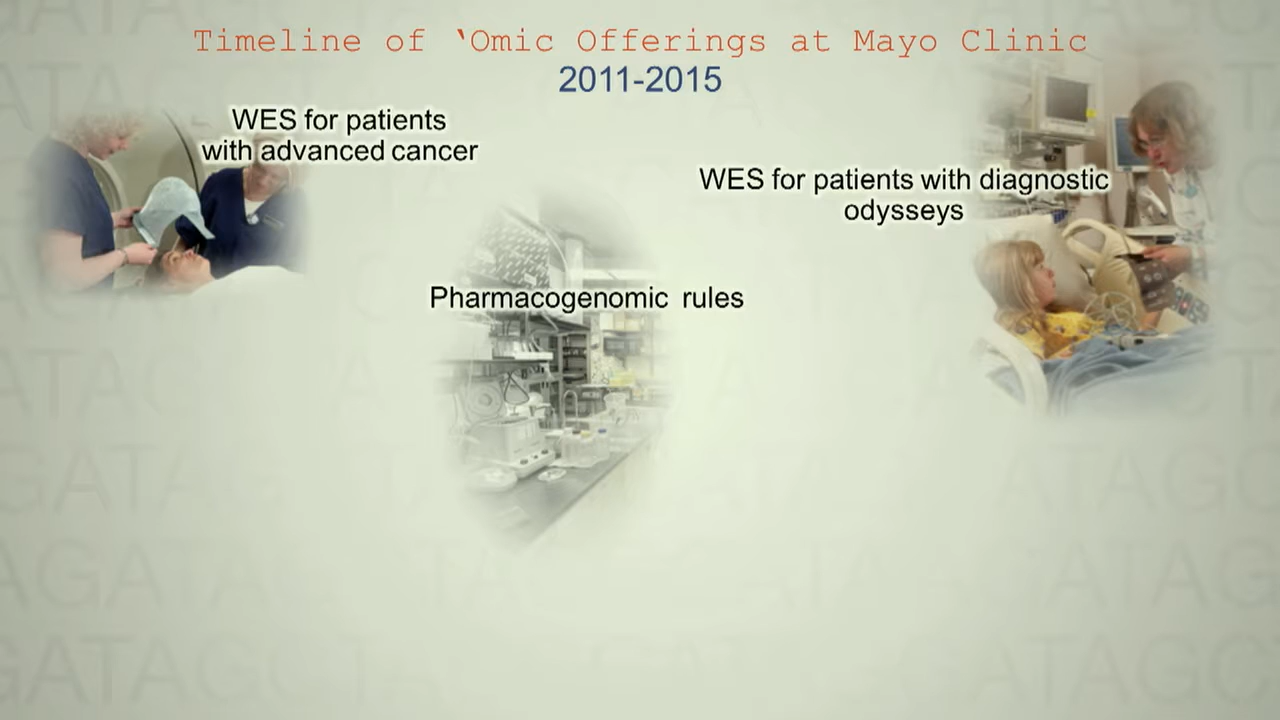 Timeline of ‘Omic Offerings at Mayo Clinic
2011-2015
WES for patients
with advanced cancer
WES for patients with diagnostic
odysseys
Pharmacogenomic rules